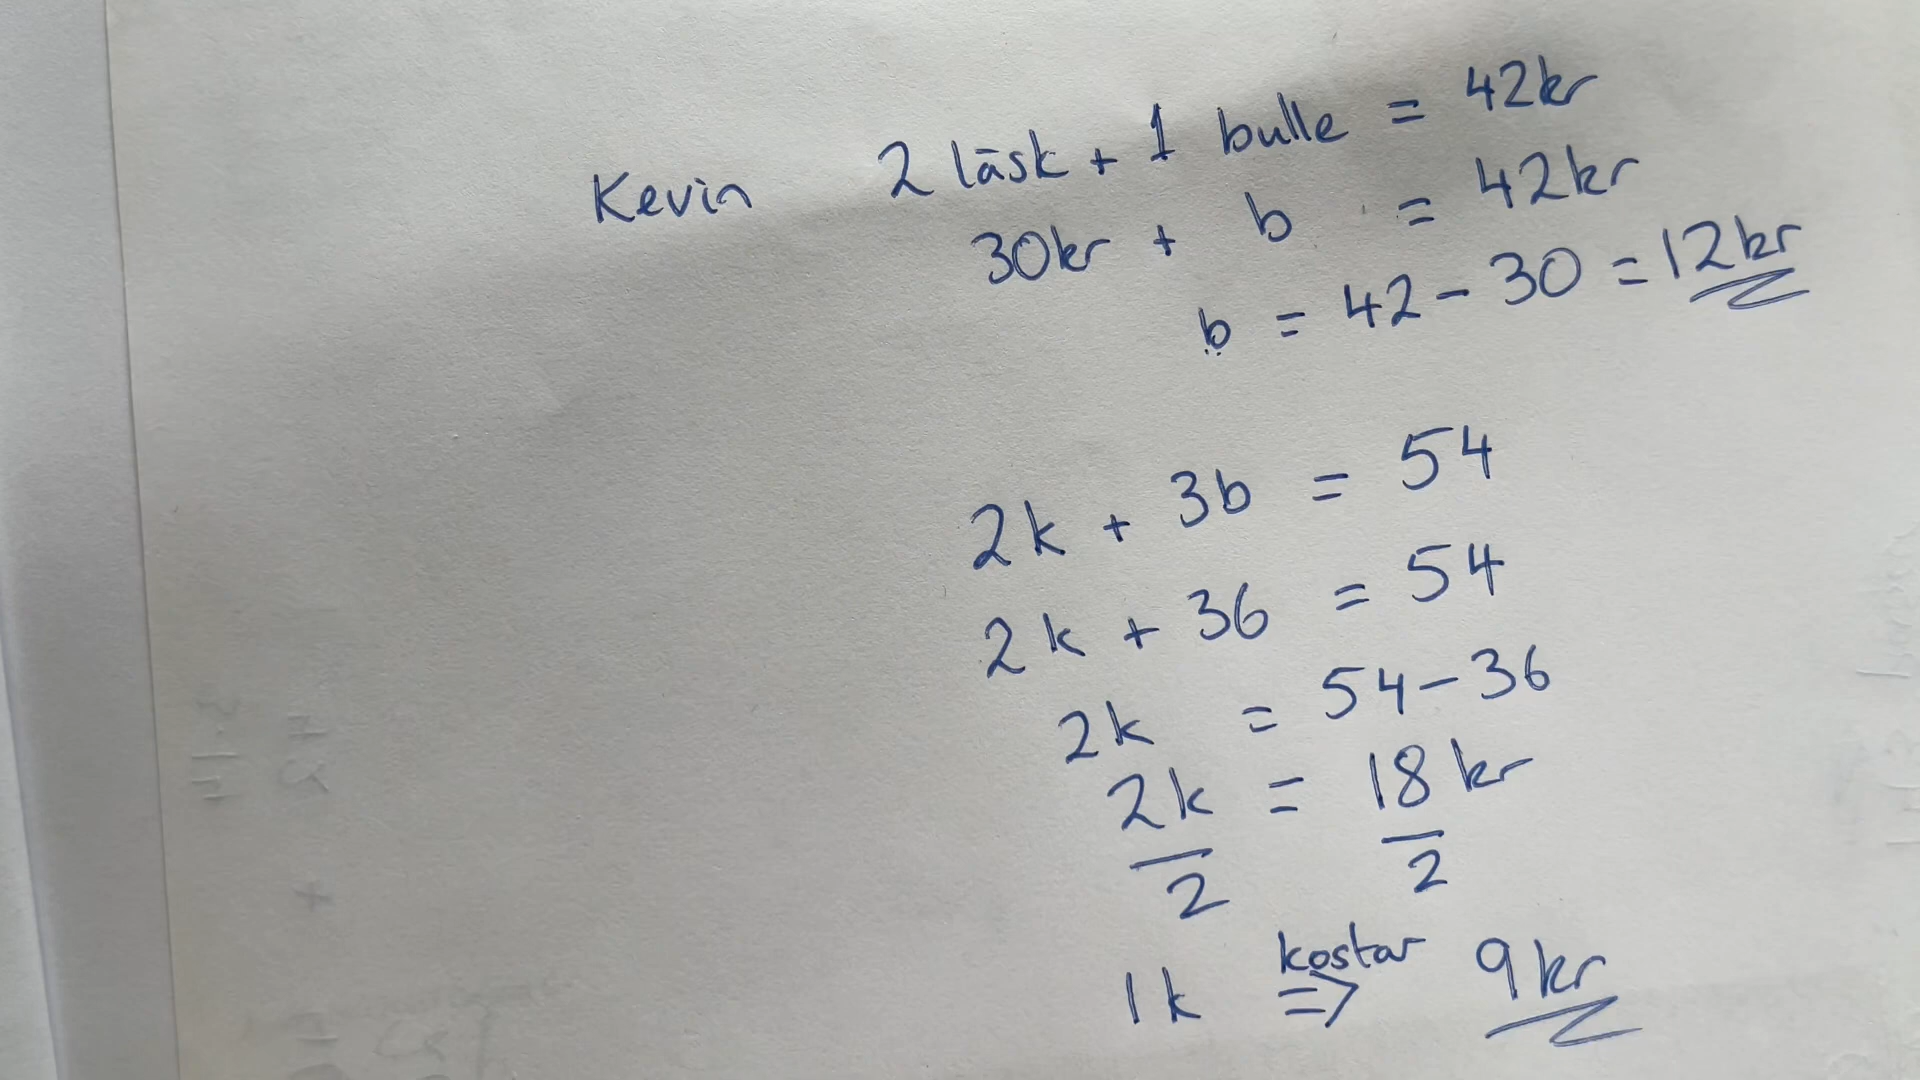 Kevin 2 läsk + 1 bulle = 42kr
30kr + b = 42kr
b = 42 - 30 = 12kr
2k + 3b = 54
2k + 36 = 54
2k = 54 - 36
2k = 18 kr
2 2
kostar
1k ⇒ 9kr